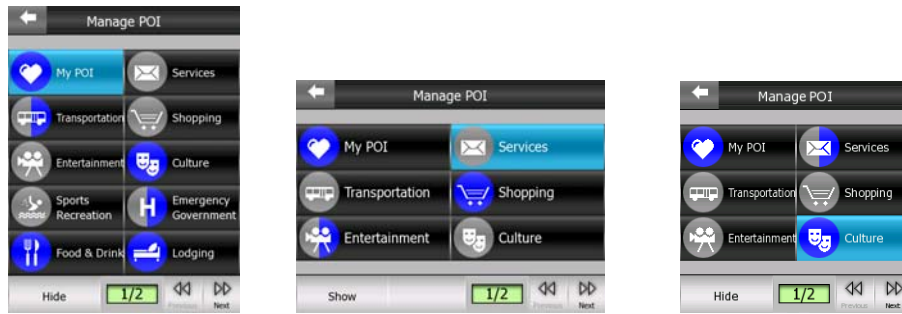 Manage POI
My POI
Services
Transportation
Shopping
Entertainment
Culture
Sports
Recreation
Emergency
Government
H
Food & Drink
Lodging
Hide
1/2
Previous
Next
Manage POI
My POI
Services
Transportation
Shopping
Entertainment
Culture
Show
1/2
Previous
Next
Manage POI
My POI
Services
Transportation
Shopping
Entertainment
Culture
Hide
1/2
Previous
Next